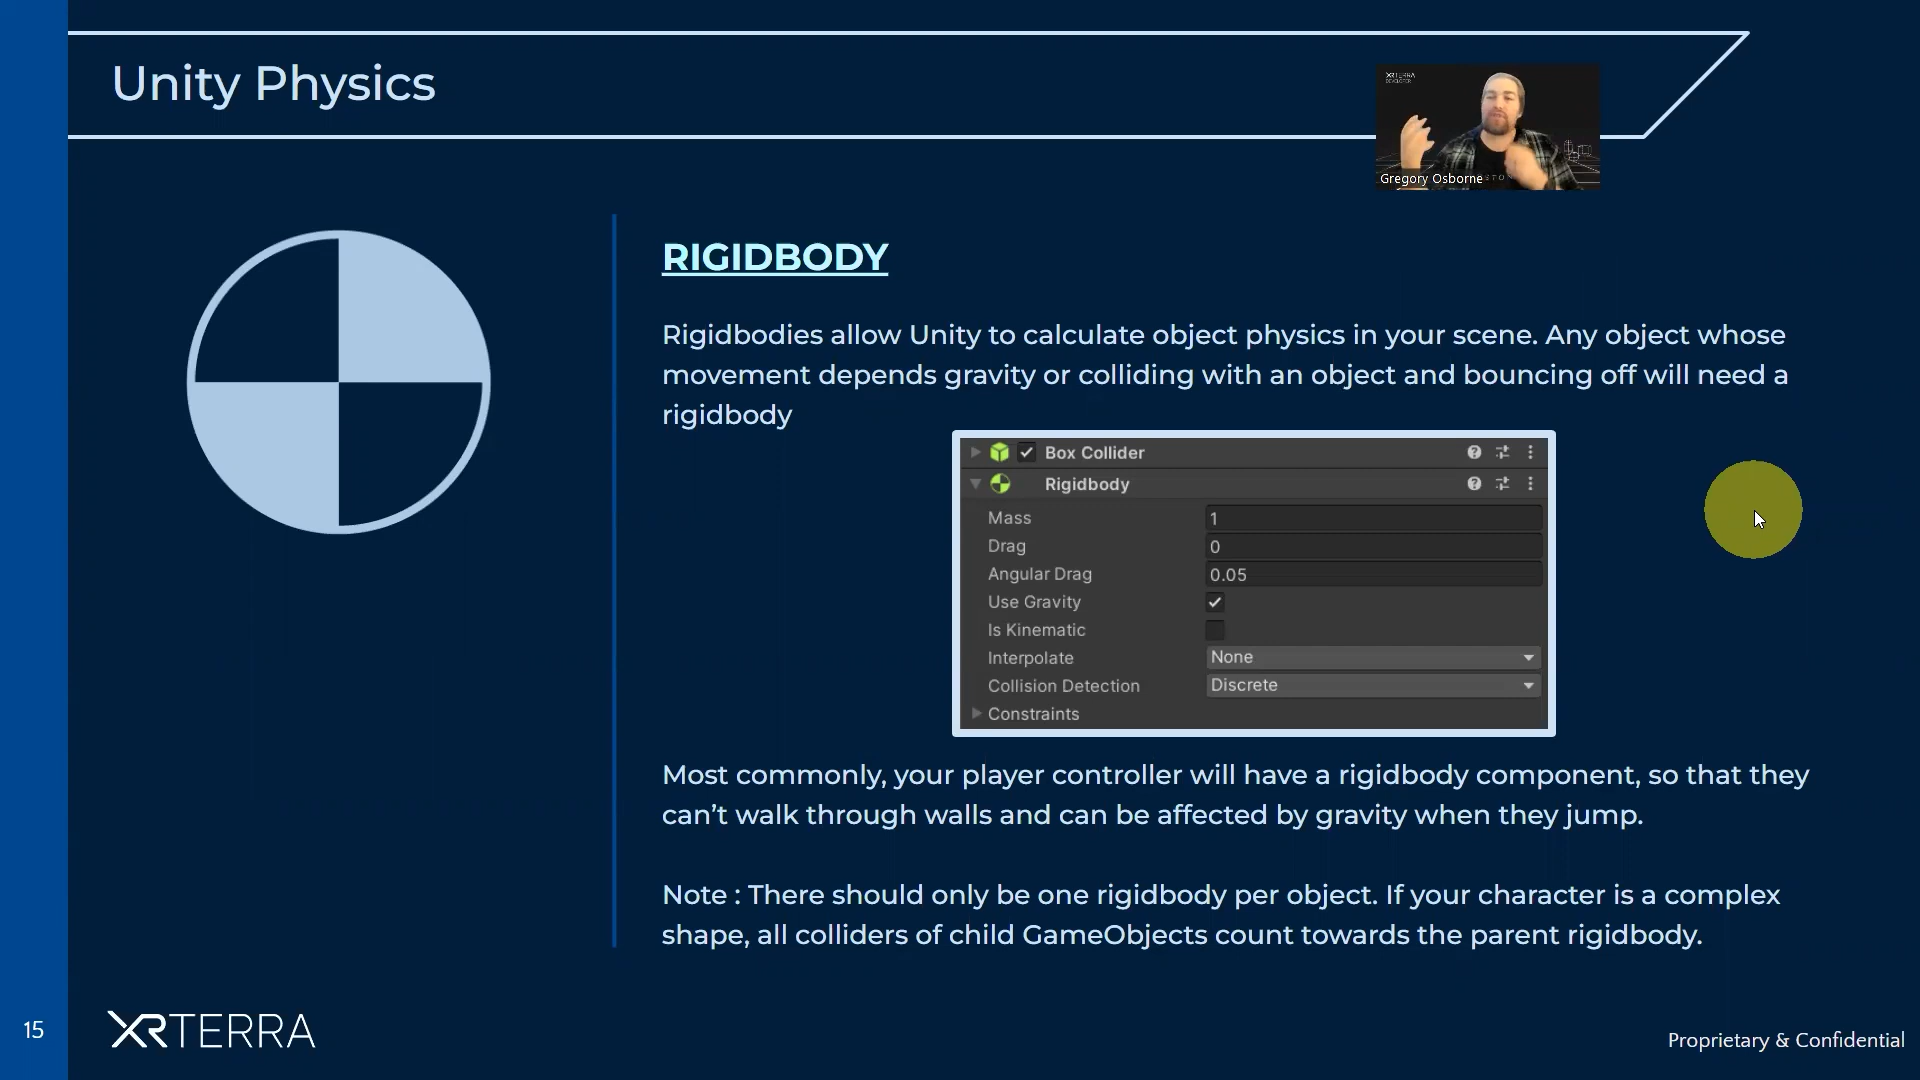 Unity Physics
XRTERRA
DEVELOPER
Gregory Osborne
RIGIDBODY
Rigidbodies allow Unity to calculate object physics in your scene. Any object whose
movement depends gravity or colliding with an object and bouncing off will need a
rigidbody
Box Collider
Rigidbody
Mass 1
Drag 0
Angular Drag 0.05
Use Gravity
Is Kinematic
Interpolate None
Collision Detection Discrete
Constraints
Most commonly, your player controller will have a rigidbody component, so that they
can’t walk through walls and can be affected by gravity when they jump.
Note : There should only be one rigidbody per object. If your character is a complex
shape, all colliders of child GameObjects count towards the parent rigidbody.
15
XRTERRA
Proprietary & Confidential